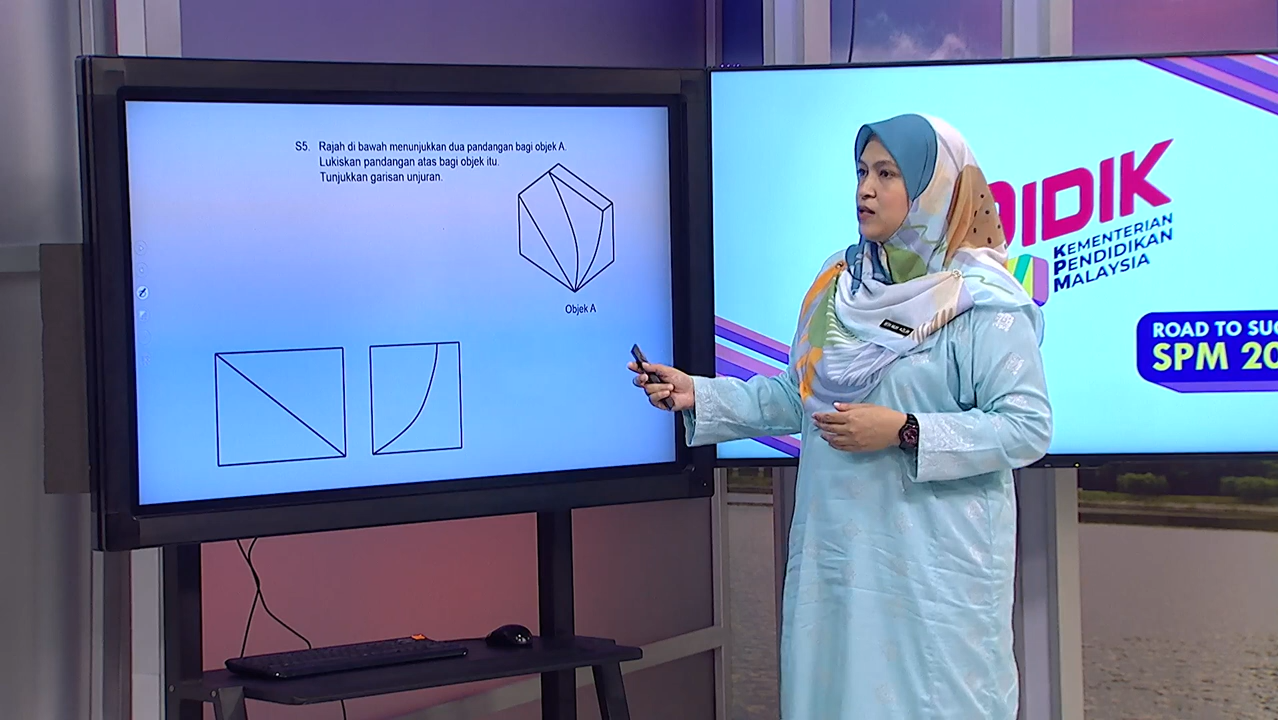 S5. Rajah di bawah menunjukkan dua pandangan bagi objek A.
Lukiskan pandangan atas bagi objek itu.
Tunjukkan garisan unjuran.
Objek A
DIDIK
KEMENTERIAN
PENDIDIKAN
MALAYSIA
ROAD TO SUC
SPM 20